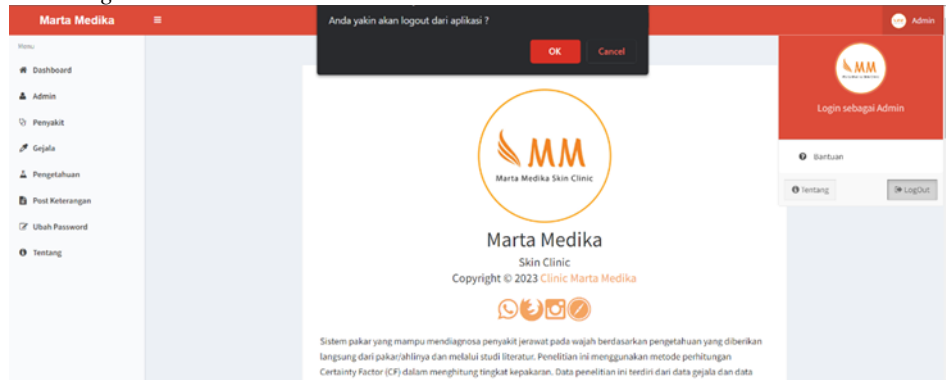 Marta Medika
Anda yakin akan logout dari aplikasi ?
OK
Cancel
Admin
Menu
Dashboard
Admin
Penyakit
Gejala
Pengetahuan
Post Keterangan
Ubah Password
Tentang
MM
Marta Medika Skin Clinic
Marta Medika
Skin Clinic
Copyright © 2023 Clinic Marta Medika
Sistem pakar yang mampu mendiagnosa penyakit jerawat pada wajah berdasarkan pengetahuan yang diberikan
langsung dari pakar/ahlinya dan melalui studi literatur. Penelitian ini menggunakan metode perhitungan
Certainty Factor (CF) dalam menghitung tingkat kepakaran. Data penelitian ini terdiri dari data gejala dan data
MM
Login sebagai Admin
Bantuan
Tentang
LogOut